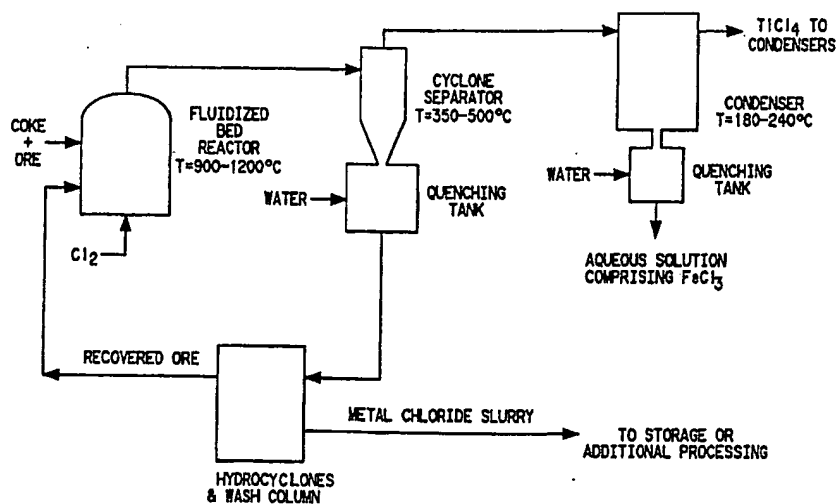 COKE
+
ORE
FLUIDIZED
BED
REACTOR
T=900-1200°C
Cl2
CYCLONE
SEPARATOR
T=350-500°C
WATER
QUENCHING
TANK
TiCl4 TO
CONDENSERS
CONDENSER
T=180-240°C
WATER
QUENCHING
TANK
AQUEOUS SOLUTION
COMPRISING FeCl3
RECOVERED ORE
METAL CHLORIDE SLURRY
TO STORAGE OR
ADDITIONAL PROCESSING
HYDROCYCLONES
& WASH COLUMN